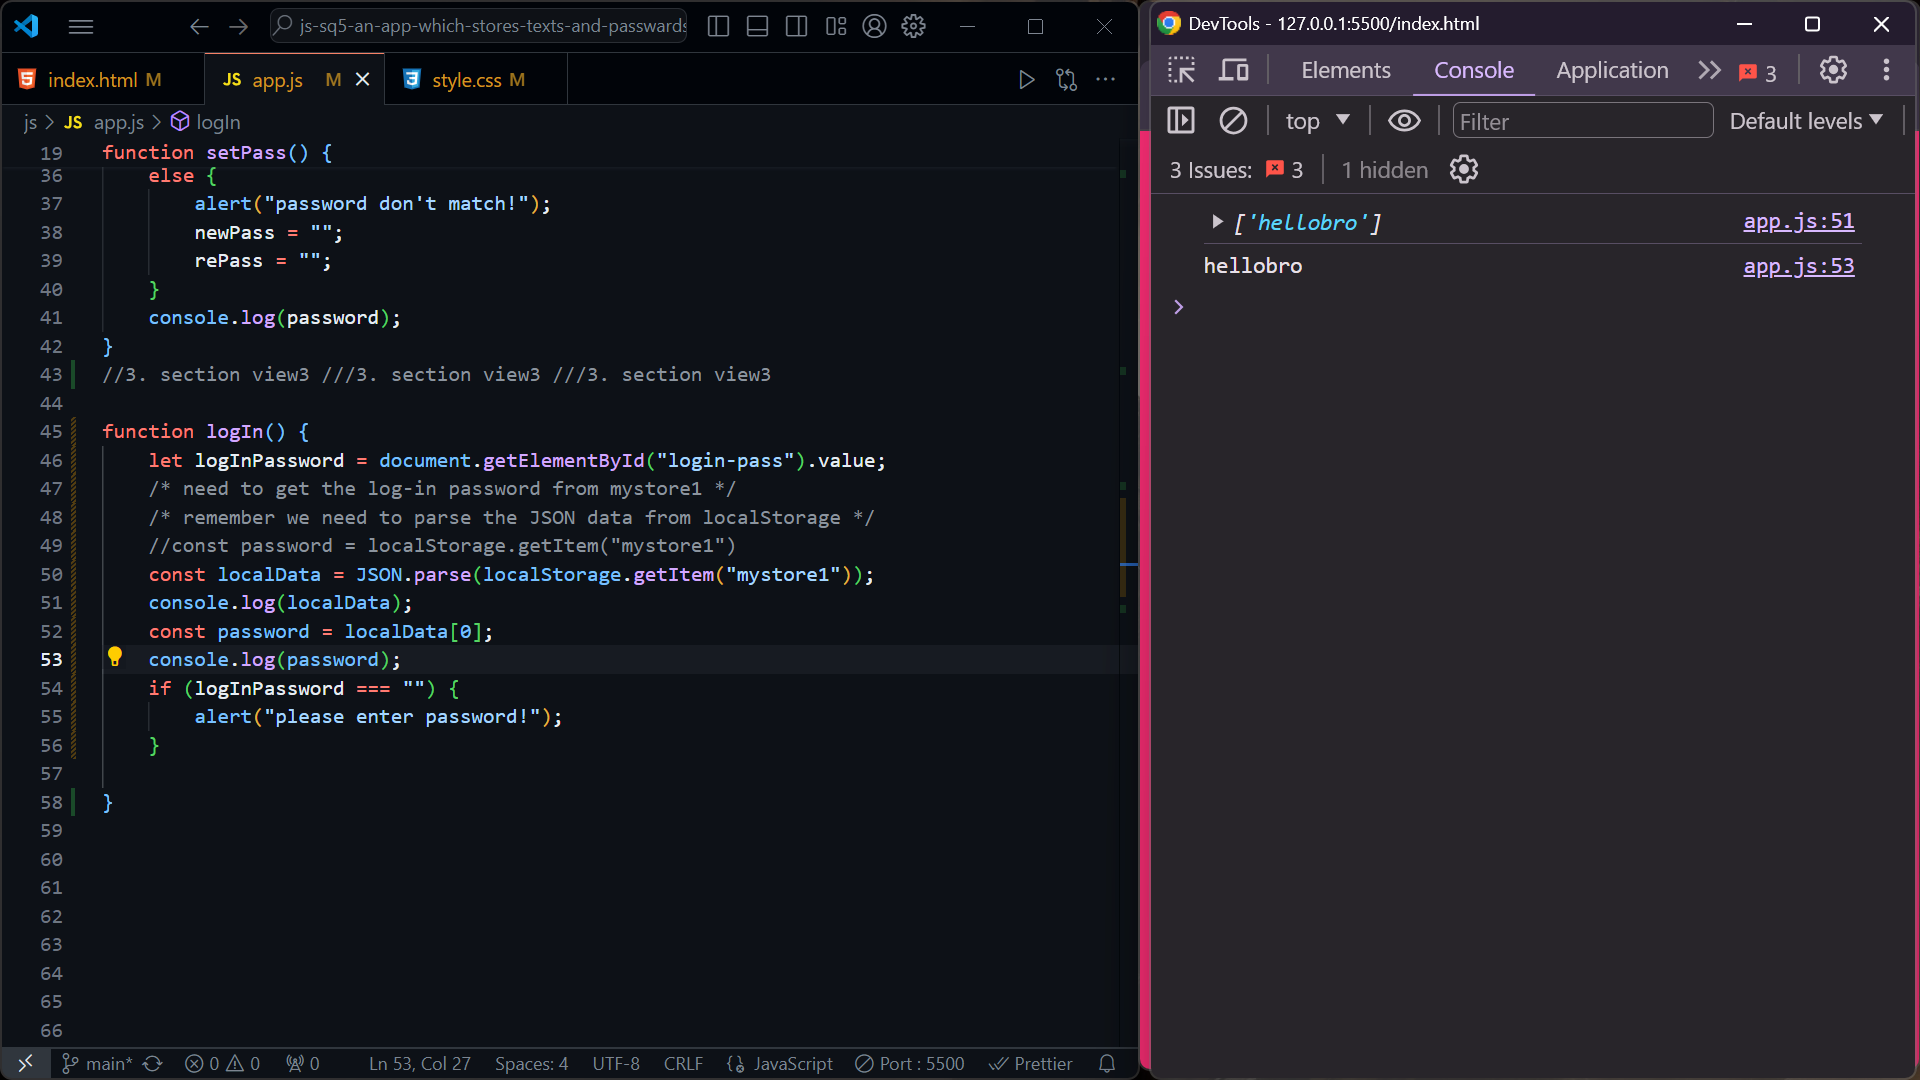 js-sq5-an-app-which-stores-texts-and-passwards
index.html M
JS app.js M
style.css M
js > JS app.js > logIn
19 function setPass() {
36 else {
37 alert("password don't match!");
38 newPass = "";
39 rePass = "";
40 }
41 console.log(password);
42 }
43 //3. section view3 ///3. section view3 ///3. section view3
44
45 function logIn() {
46 let logInPassword = document.getElementById("login-pass").value;
47 /* need to get the log-in password from mystore1 */
48 /* remember we need to parse the JSON data from localStorage */
49 //const password = localStorage.getItem("mystore1")
50 const localData = JSON.parse(localStorage.getItem("mystore1"));
51 console.log(localData);
52 const password = localData[0];
53 console.log(password);
54 if (logInPassword === "") {
55 alert("please enter password!");
56 }
57
58 }
59
60
61
62
63
64
65
66
main* 0 0 0 Ln 53, Col 27 Spaces: 4 UTF-8 CRLF {} JavaScript Port : 5500 Prettier
DevTools - 127.0.0.1:5500/index.html
Elements Console Application 3
top Filter Default levels
3 Issues: 3 1 hidden
['hellobro'] app.js:51
hellobro app.js:53